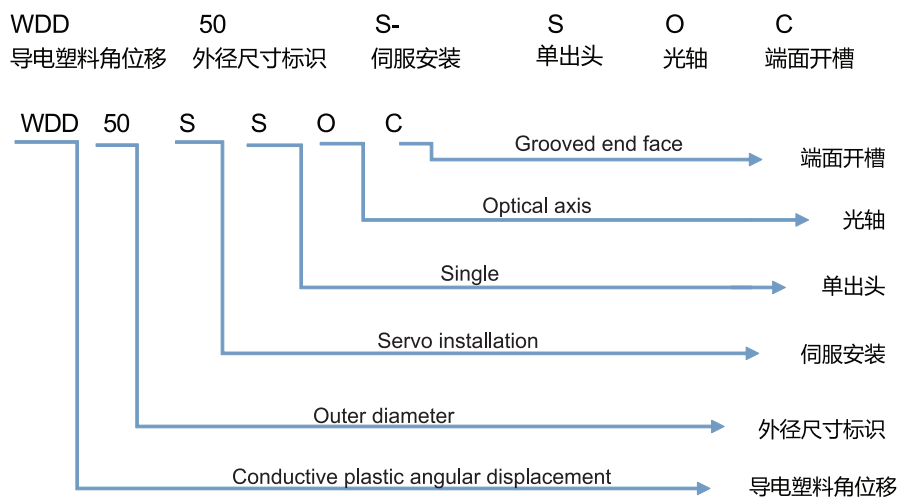 WDD 50 S- S O C
导电塑料角位移 外径尺寸标识 伺服安装 单出头 光轴 端面开槽
WDD 50 S S O C
Grooved end face 端面开槽
Optical axis 光轴
Single 单出头
Servo installation 伺服安装
Outer diameter 外径尺寸标识
Conductive plastic angular displacement 导电塑料角位移